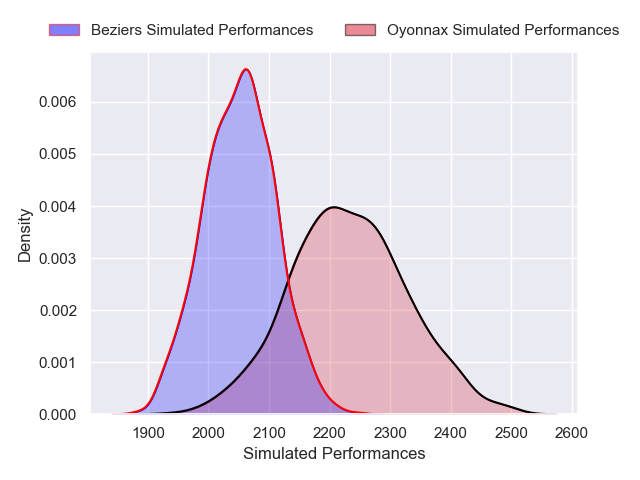 Beziers Simulated Performances Oyonnax Simulated Performances
0.006
0.005
0.004
0.003
0.002
0.001
0.000
Density
1900 2000 2100 2200 2300 2400 2500 2600
Simulated Performances